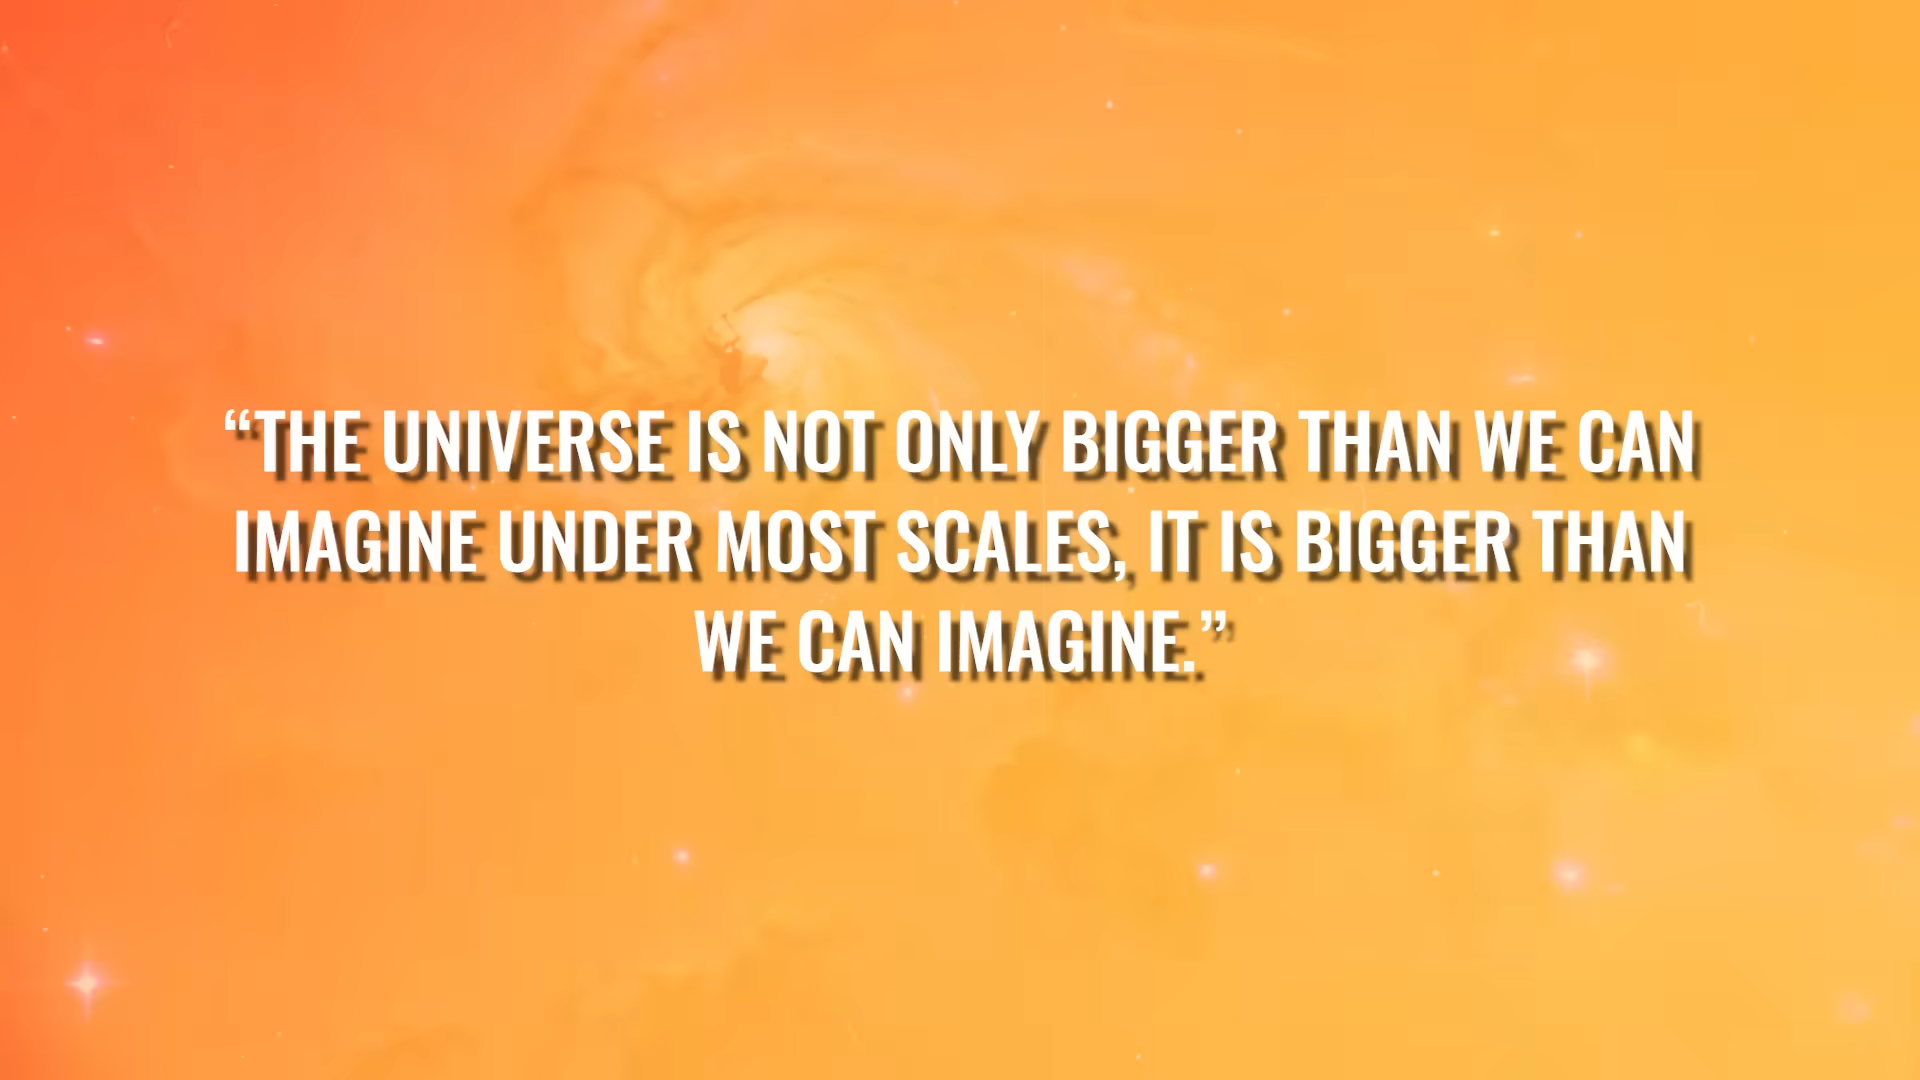 “THE UNIVERSE IS NOT ONLY BIGGER THAN WE CAN
IMAGINE UNDER MOST SCALES, IT IS BIGGER THAN
WE CAN IMAGINE.”